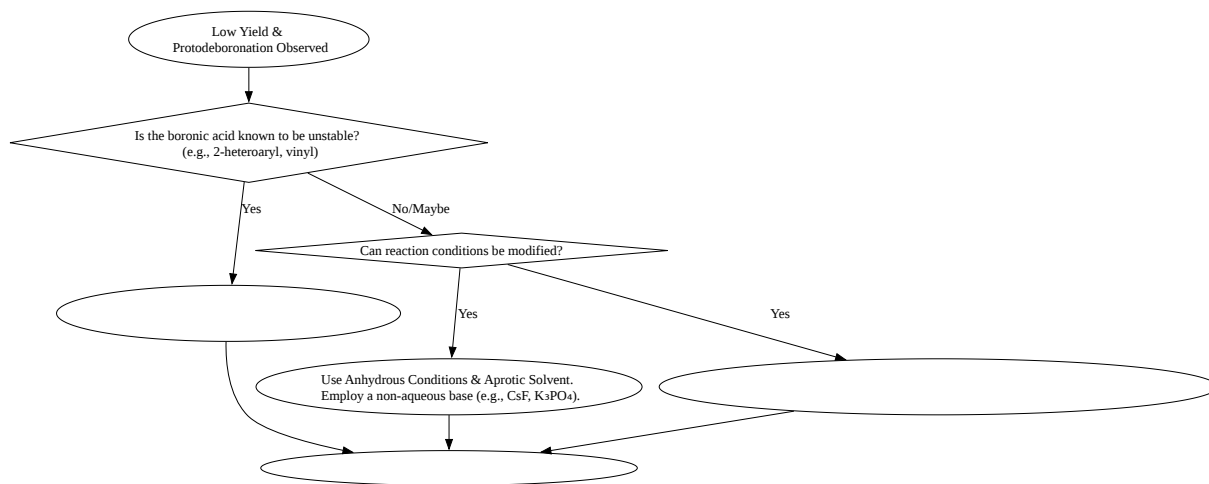 Low Yield &
Protodeboronation Observed
Is the boronic acid known to be unstable?
(e.g., 2-heteroaryl, vinyl)
Yes
No/Maybe
Can reaction conditions be modified?
Yes
Yes
Use Anhydrous Conditions & Aprotic Solvent.
Employ a non-aqueous base (e.g., CsF, K₃PO₄).